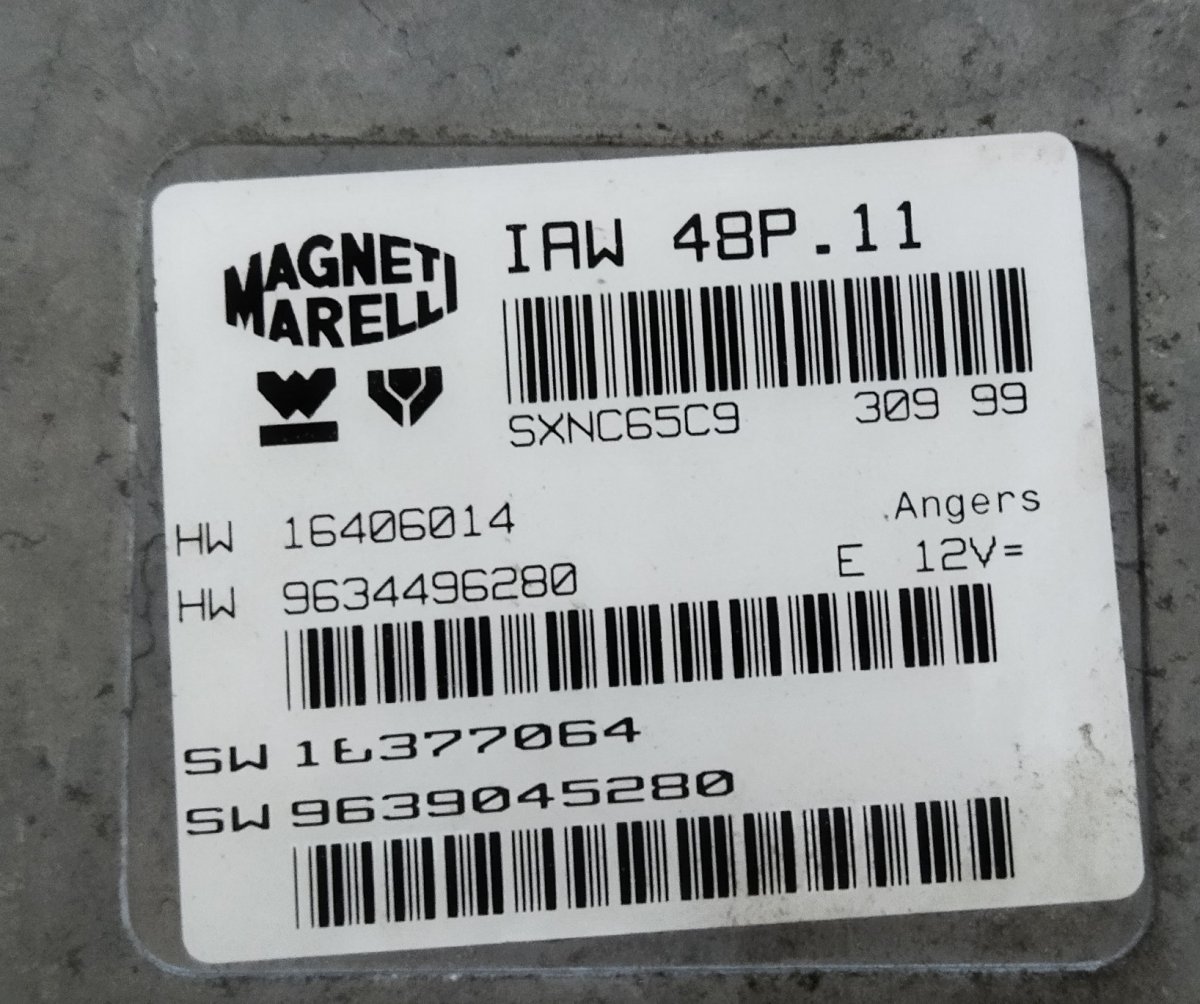 MAGNETI
MARELLI
IAW 48P.11
SXNC65C9 309 99
HW 16406014
Angers
HW 9634496280
E 12V=
SW 16377064
SW 9639045280